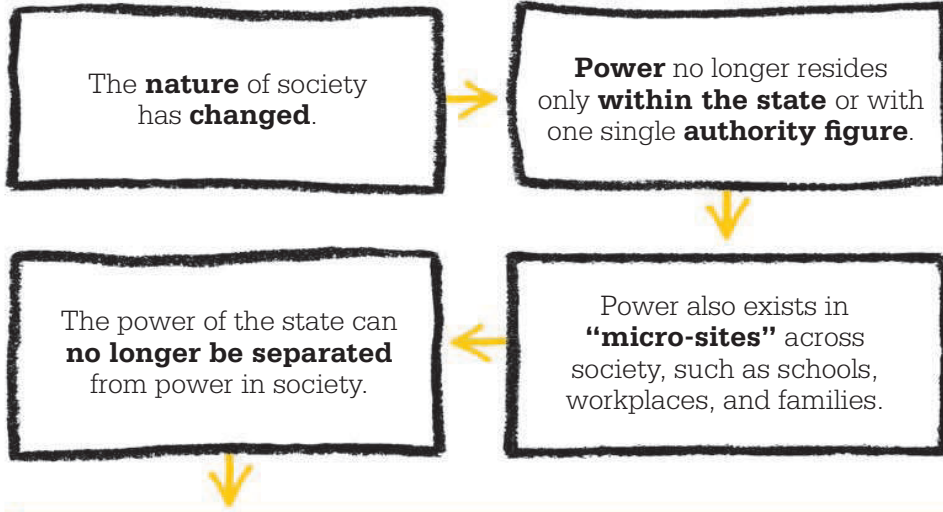 The nature of society
has changed.
Power no longer resides
only within the state or with
one single authority figure.
Power also exists in
“micro-sites” across
society, such as schools,
workplaces, and families.
The power of the state can
no longer be separated
from power in society.